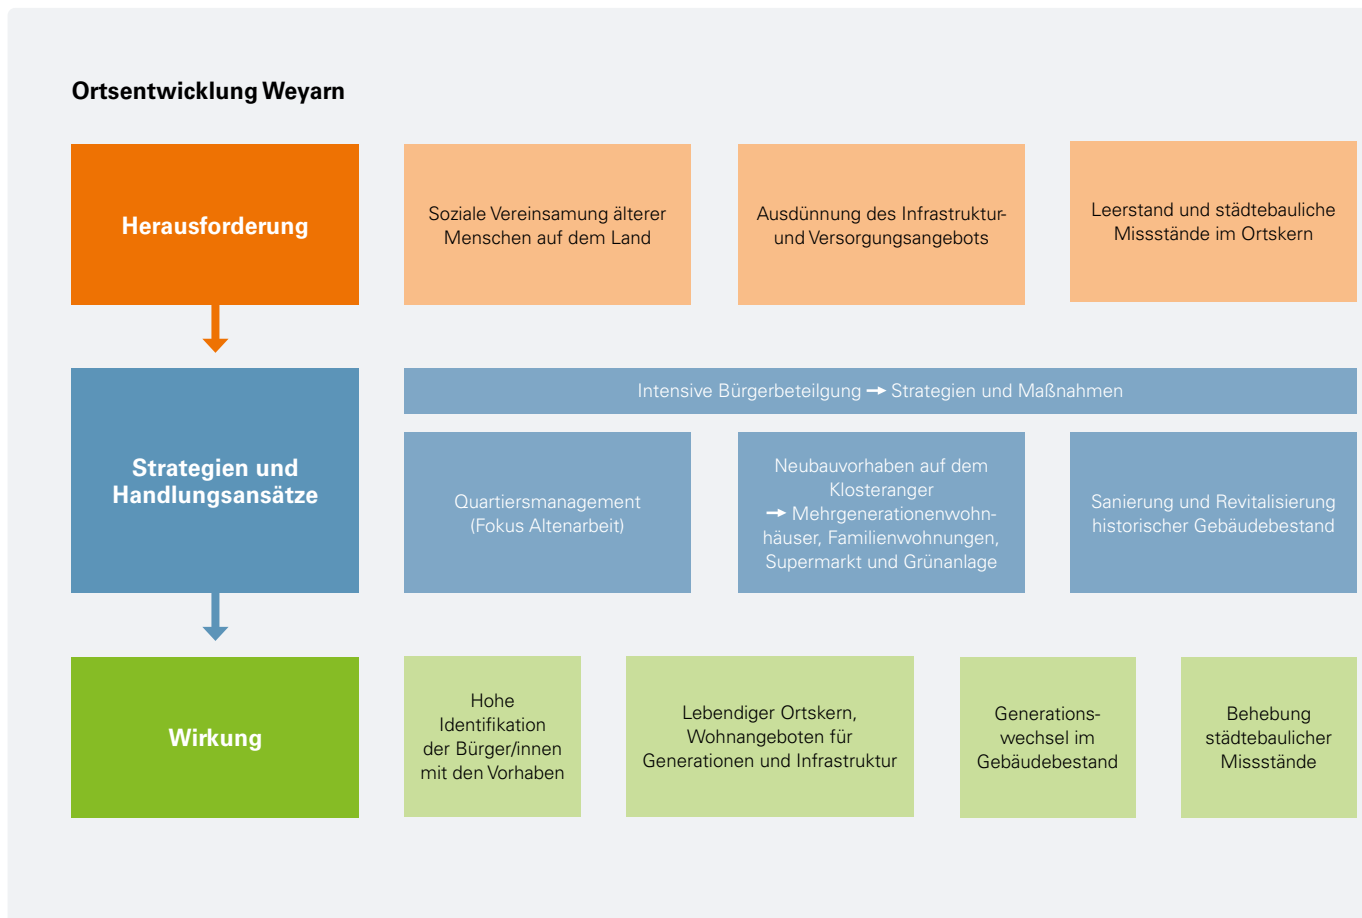 Ortsentwicklung Weyarn
Herausforderung
Soziale Vereinsamung älterer
Menschen auf dem Land
Ausdünnung des Infrastruktur-
und Versorgungsangebots
Leerstand und städtebauliche
Missstände im Ortskern
Strategien und
Handlungsansätze
Intensive Bürgerbeteilgung → Strategien und Maßnahmen
Quartiersmanagement
(Fokus Altenarbeit)
Neubauvorhaben auf dem
Klosteranger
→ Mehrgenerationenwohn-
häuser, Familienwohnungen,
Supermarkt und Grünanlage
Sanierung und Revitalisierung
historischer Gebäudebestand
Wirkung
Hohe
Identifikation
der Bürger/innen
mit den Vorhaben
Lebendiger Ortskern,
Wohnangeboten für
Generationen und Infrastruktur
Generations-
wechsel im
Gebäudebestand
Behebung
städtebaulicher
Missstände